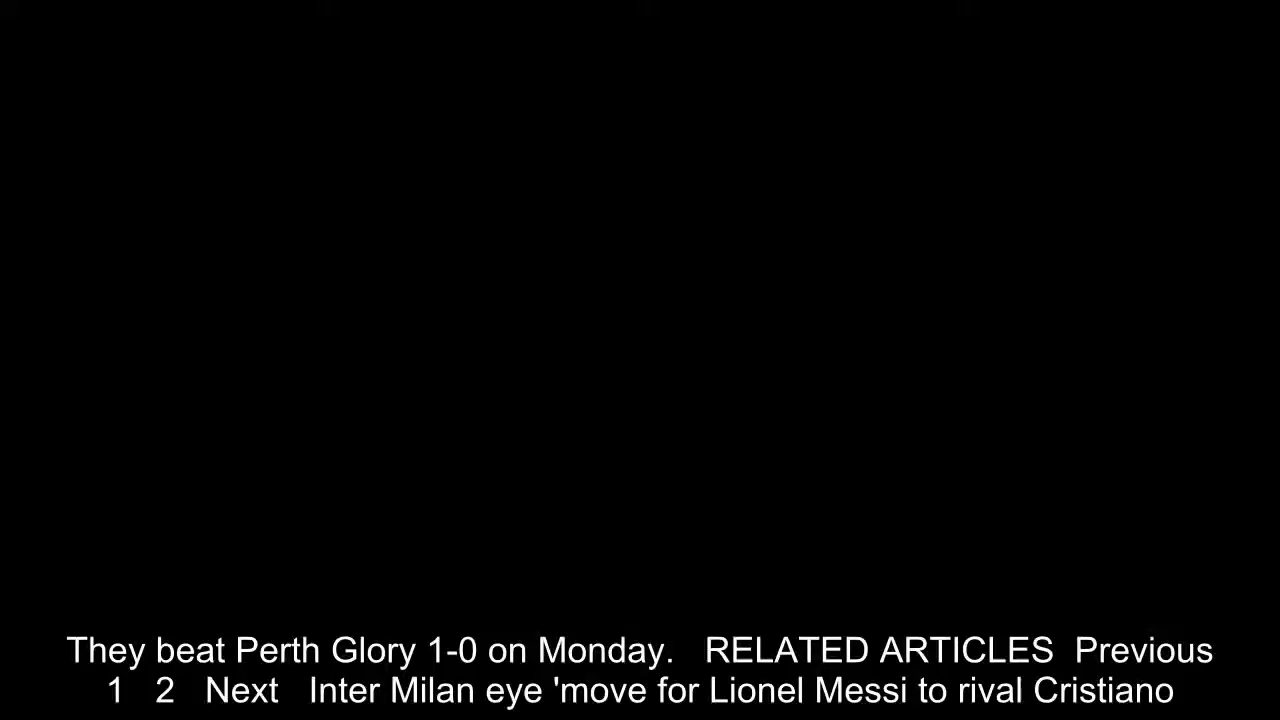 They beat Perth Glory 1-0 on Monday.   RELATED ARTICLES  Previous
1   2   Next   Inter Milan eye 'move for Lionel Messi to rival Cristiano